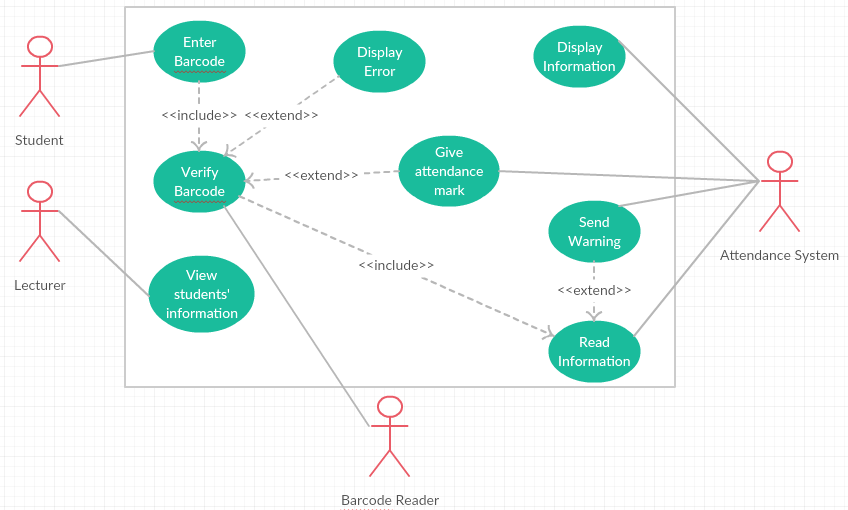 Enter
Barcode
Display
Error
Display
Information
<<include>>
<<extend>>
Student
Verify
Barcode
<<extend>>
Give
attendance
mark
Send
Warning
Attendance System
<<include>>
Lecturer
View
students'
information
<<extend>>
Read
Information
Barcode Reader